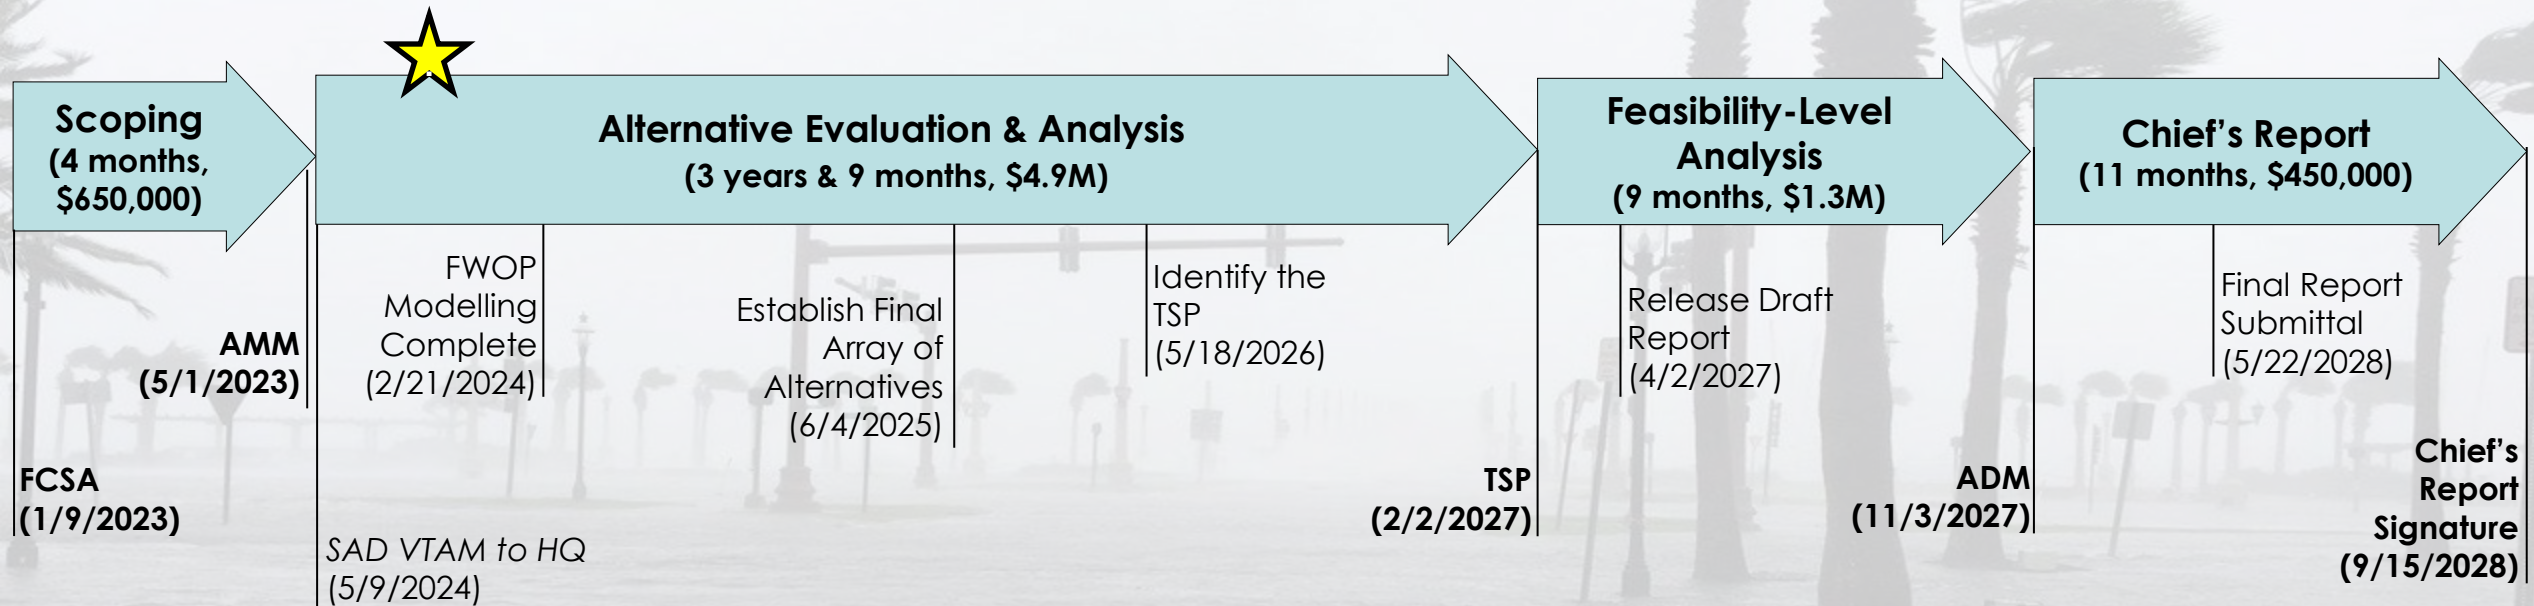 Scoping
(4 months,
$650,000)
Alternative Evaluation & Analysis
(3 years & 9 months, $4.9M)
Feasibility-Level
Analysis
(9 months, $1.3M)
Chief’s Report
(11 months, $450,000)
FCSA
(1/9/2023)
AMM
(5/1/2023)
SAD VTAM to HQ
(5/9/2024)
FWOP
Modelling
Complete
(2/21/2024)
Establish Final
Array of
Alternatives
(6/4/2025)
Identify the
TSP
(5/18/2026)
TSP
(2/2/2027)
Release Draft
Report
(4/2/2027)
ADM
(11/3/2027)
Final Report
Submittal
(5/22/2028)
Chief’s
Report
Signature
(9/15/2028)